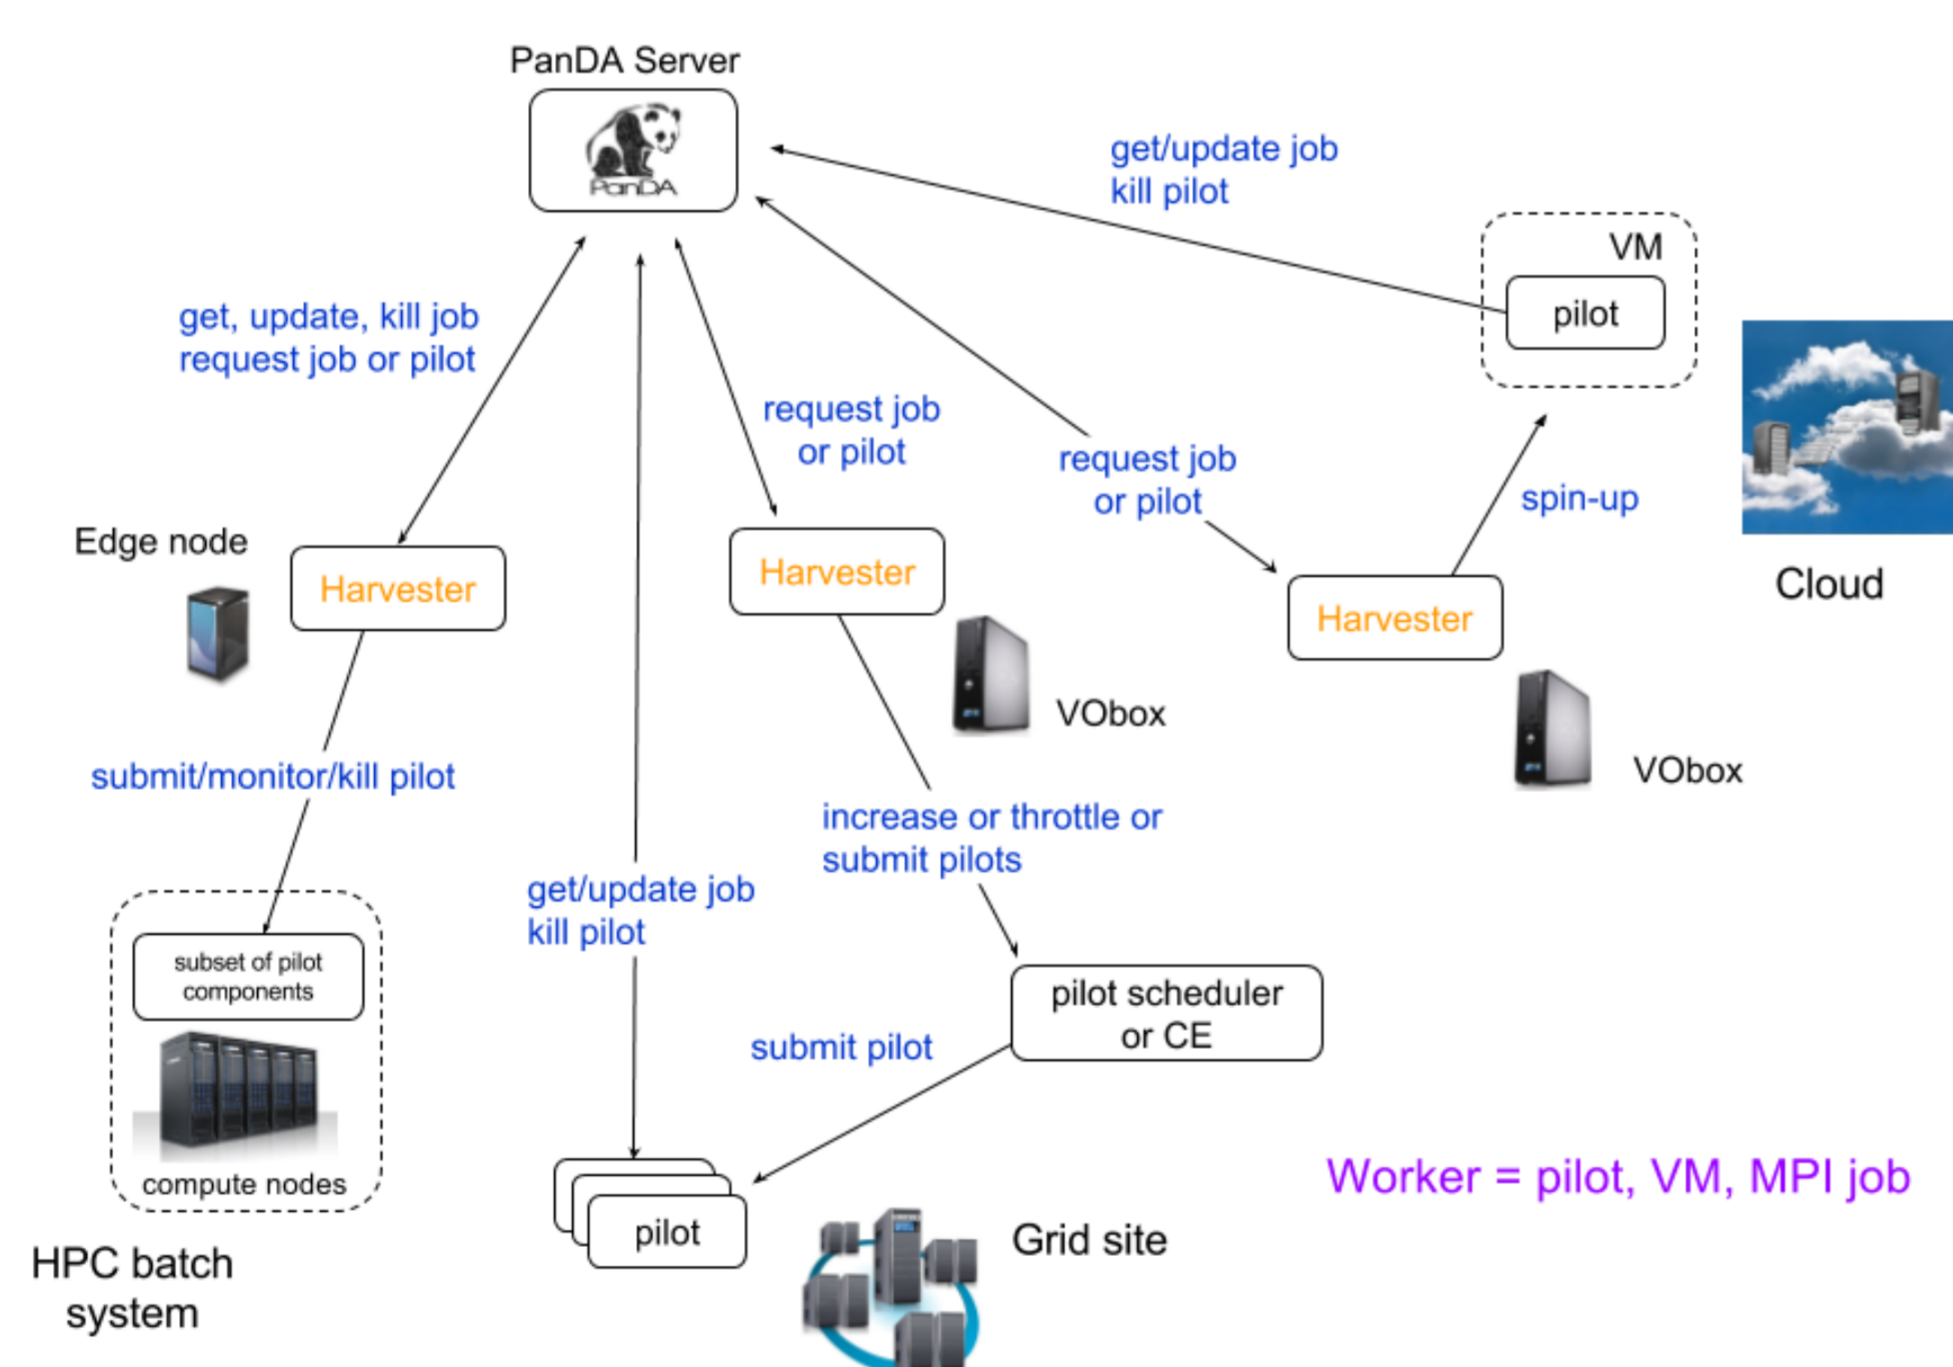 PanDA Server
PanDA
get/update job
kill pilot
VM
pilot
get, update, kill job
request job or pilot
request job
or pilot
request job
or pilot
spin-up
Edge node
Harvester
Harvester
Harvester
Cloud
VObox
VObox
submit/monitor/kill pilot
increase or throttle or
submit pilots
get/update job
kill pilot
subset of pilot
components
pilot scheduler
or CE
submit pilot
compute nodes
Worker = pilot, VM, MPI job
pilot
Grid site
HPC batch
system